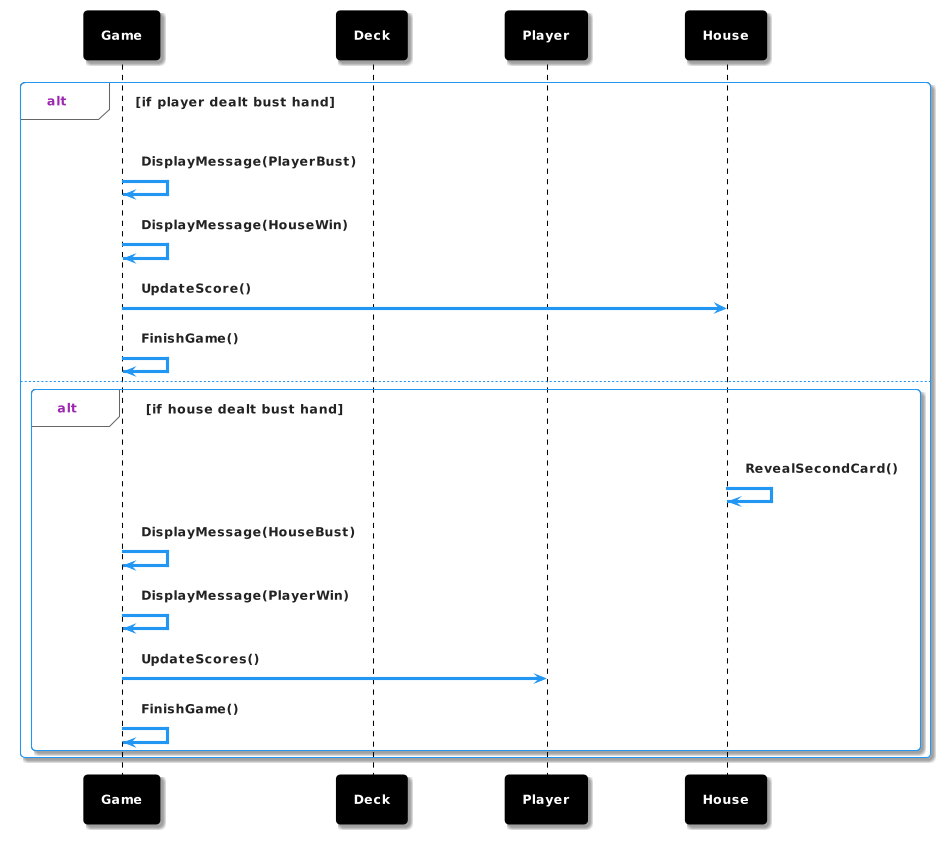 Game Deck Player House
alt [if player dealt bust hand]
DisplayMessage(PlayerBust)
DisplayMessage(HouseWin)
UpdateScore()
FinishGame()
alt [if house dealt bust hand]
RevealSecondCard()
DisplayMessage(HouseBust)
DisplayMessage(PlayerWin)
UpdateScores()
FinishGame()
Game Deck Player House